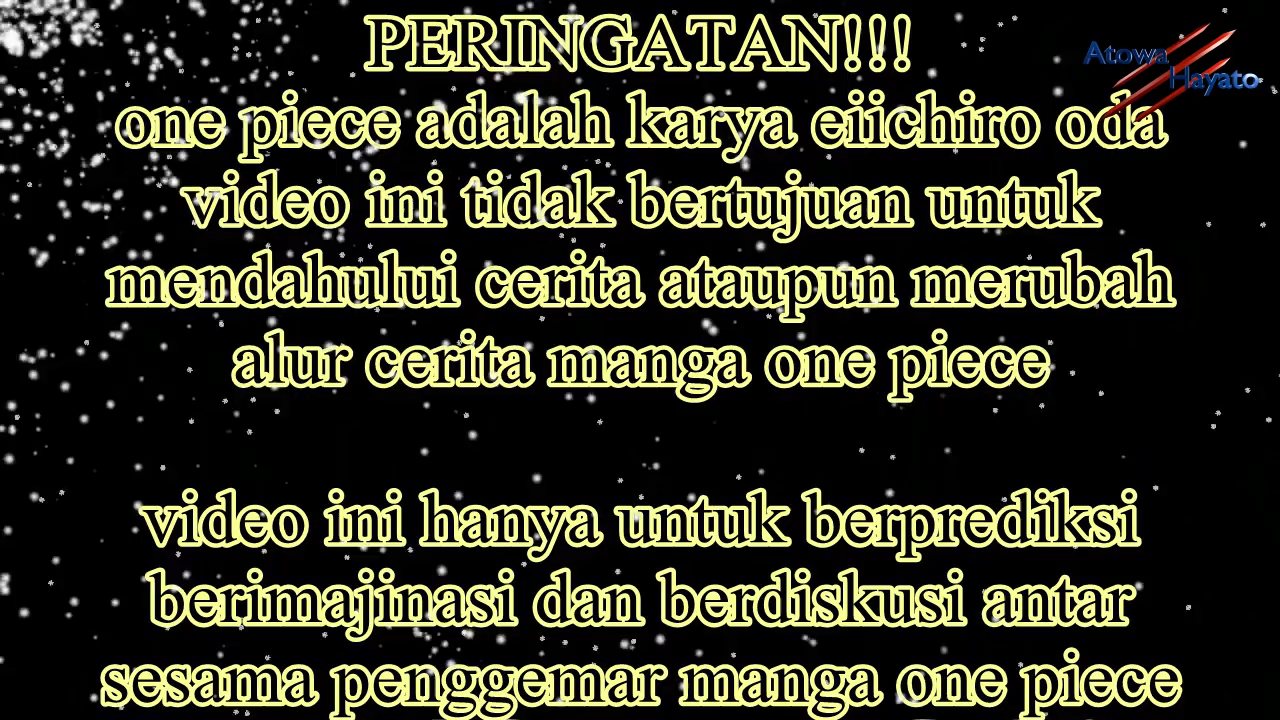 PERINGATAN!!!
Atowa
Hayato
one piece adalah karya eiichiro oda
video ini tidak bertujuan untuk
mendahului cerita ataupun merubah
alur cerita manga one piece
video ini hanya untuk berprediksi
berimajinasi dan berdiskusi antar
sesama penggemar manga one piece